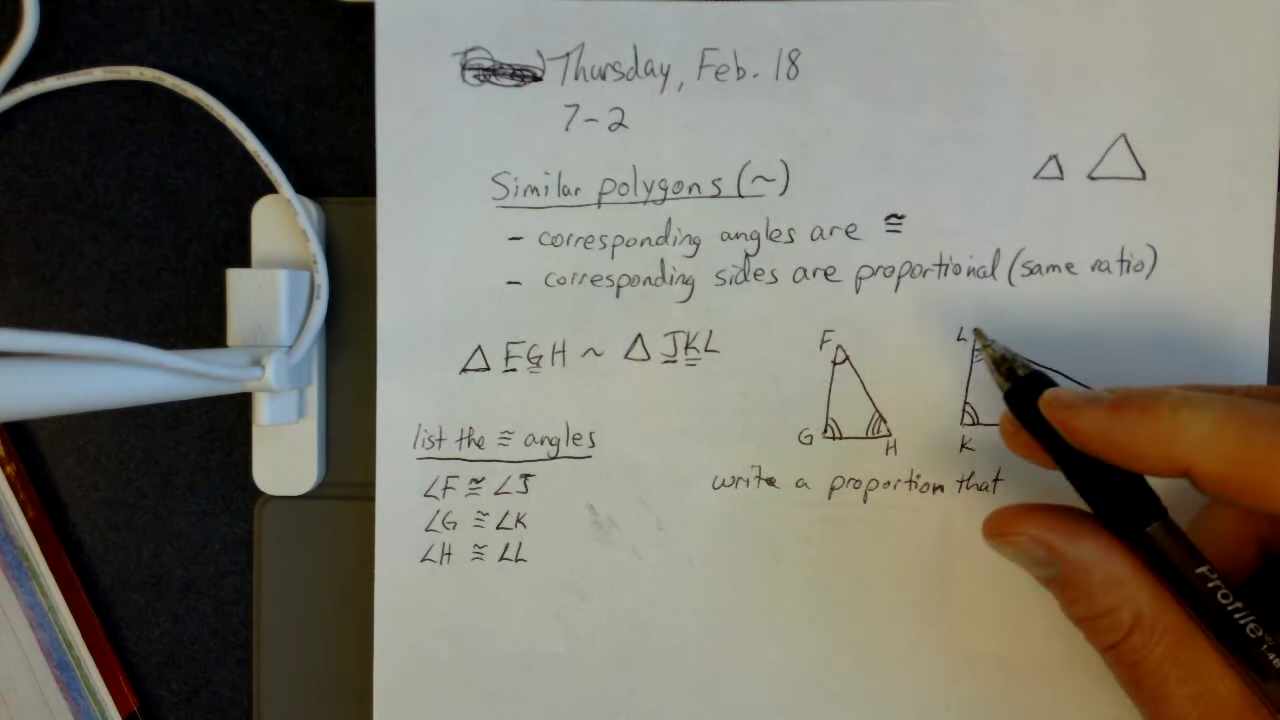 Thursday, Feb. 18
7-2
Similar polygons (~)
- corresponding angles are ≅
- corresponding sides are proportional (same ratio)
△ FGH ~ △ JKL
F
G
H
L
K
list the ≅ angles
∠F ≅ ∠J
∠G ≅ ∠K
∠H ≅ ∠L
write a proportion that
Profile